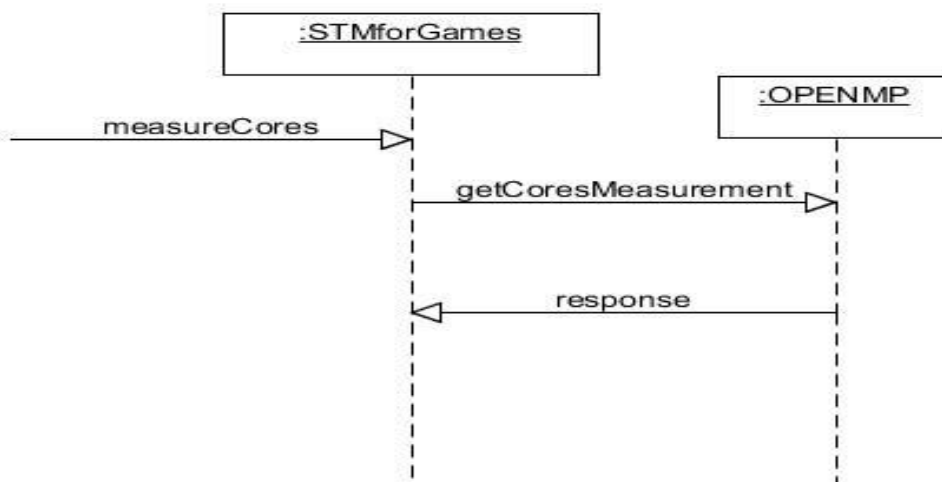 :STMforGames
:OPENMP
measureCores
getCoresMeasurement
response